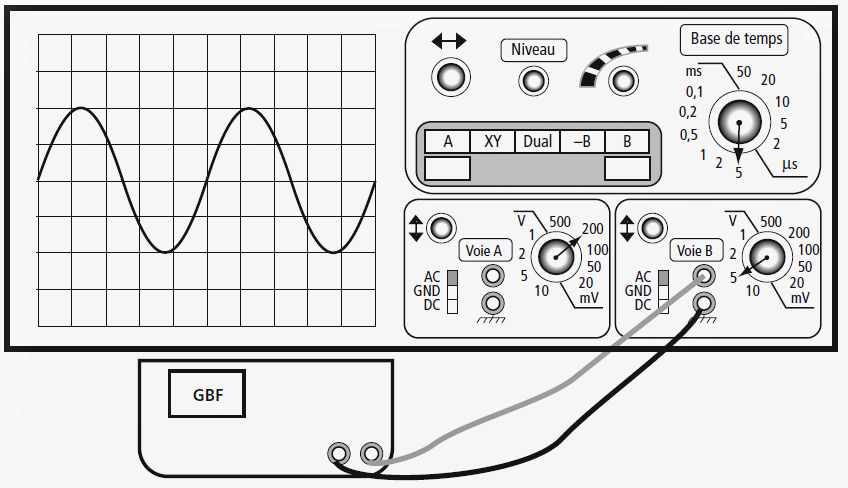 Niveau
Base de temps
ms
50
20
0,1
10
0,2
5
0,5
2
1
2
5
µs
A XY Dual –B B
V
500
200
1
100
2
50
5
20
10
mV
Voie A
AC
GND
DC
V
500
200
1
100
2
50
5
20
10
mV
Voie B
AC
GND
DC
GBF